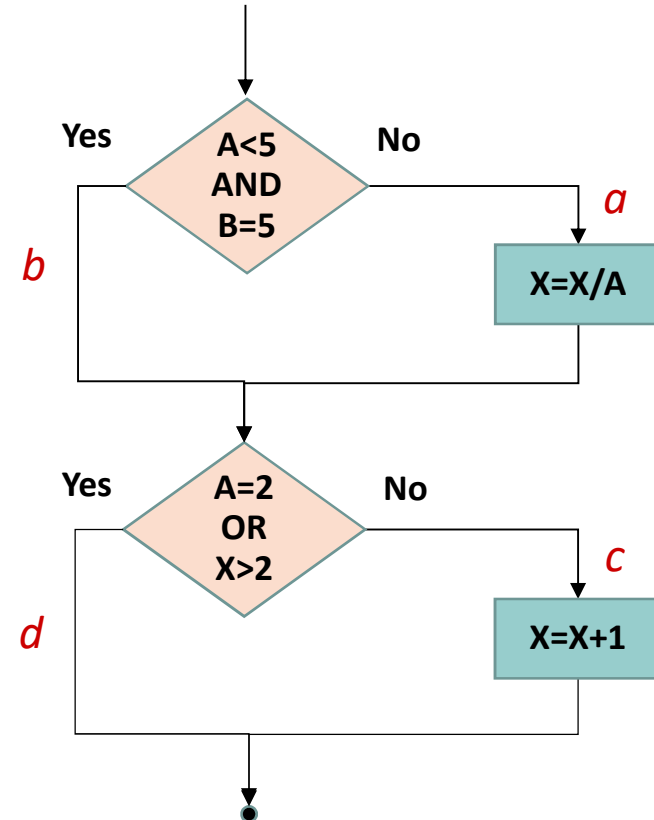 Yes
No
A<5
AND
B=5
a
b
X=X/A
Yes
No
A=2
OR
X>2
c
d
X=X+1